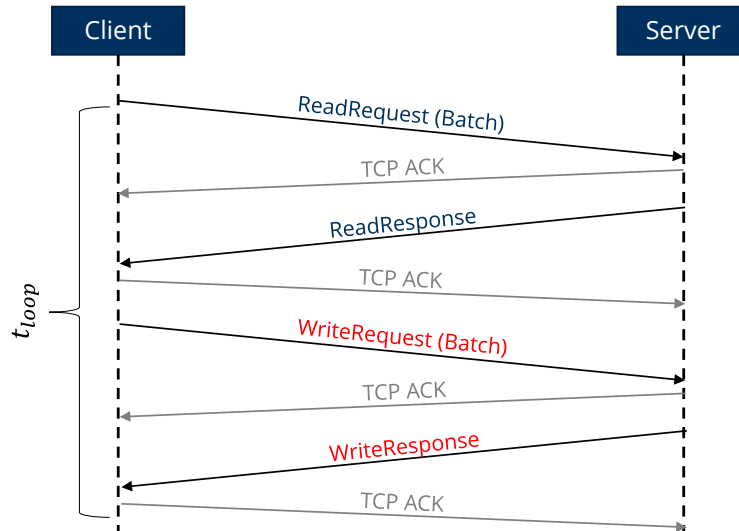 Client
Server
ReadRequest (Batch)
TCP ACK
ReadResponse
TCP ACK
t_loop
WriteRequest (Batch)
TCP ACK
WriteResponse
TCP ACK